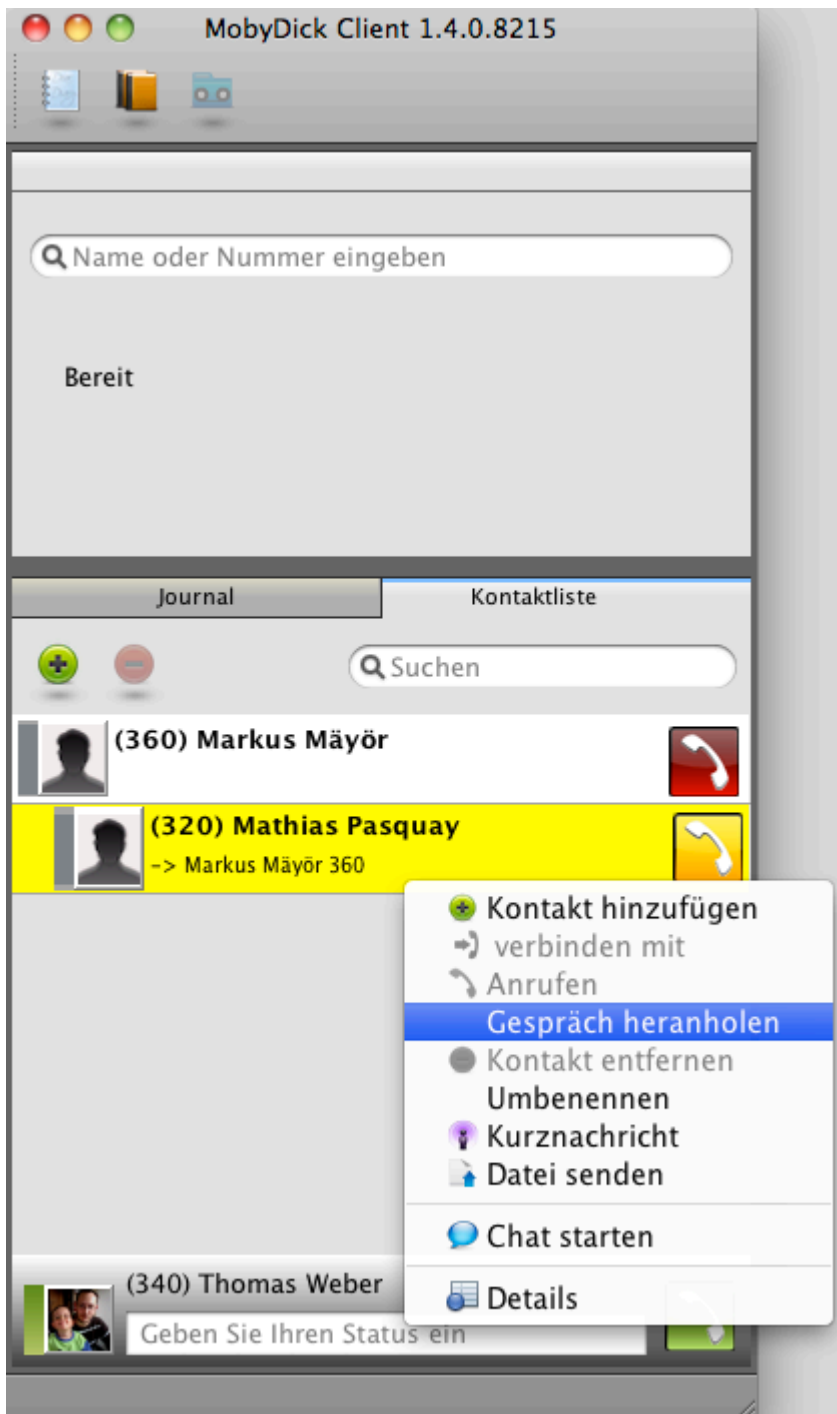 MobyDick Client 1.4.0.8215
Name oder Nummer eingeben
Bereit
Journal
Kontaktliste
Suchen
(360) Markus Mäyör
(320) Mathias Pasquay
-> Markus Mäyör 360
Kontakt hinzufügen
verbinden mit
Anrufen
Gespräch heranholen
Kontakt entfernen
Umbenennen
Kurznachricht
Datei senden
Chat starten
Details
(340) Thomas Weber
Geben Sie Ihren Status ein